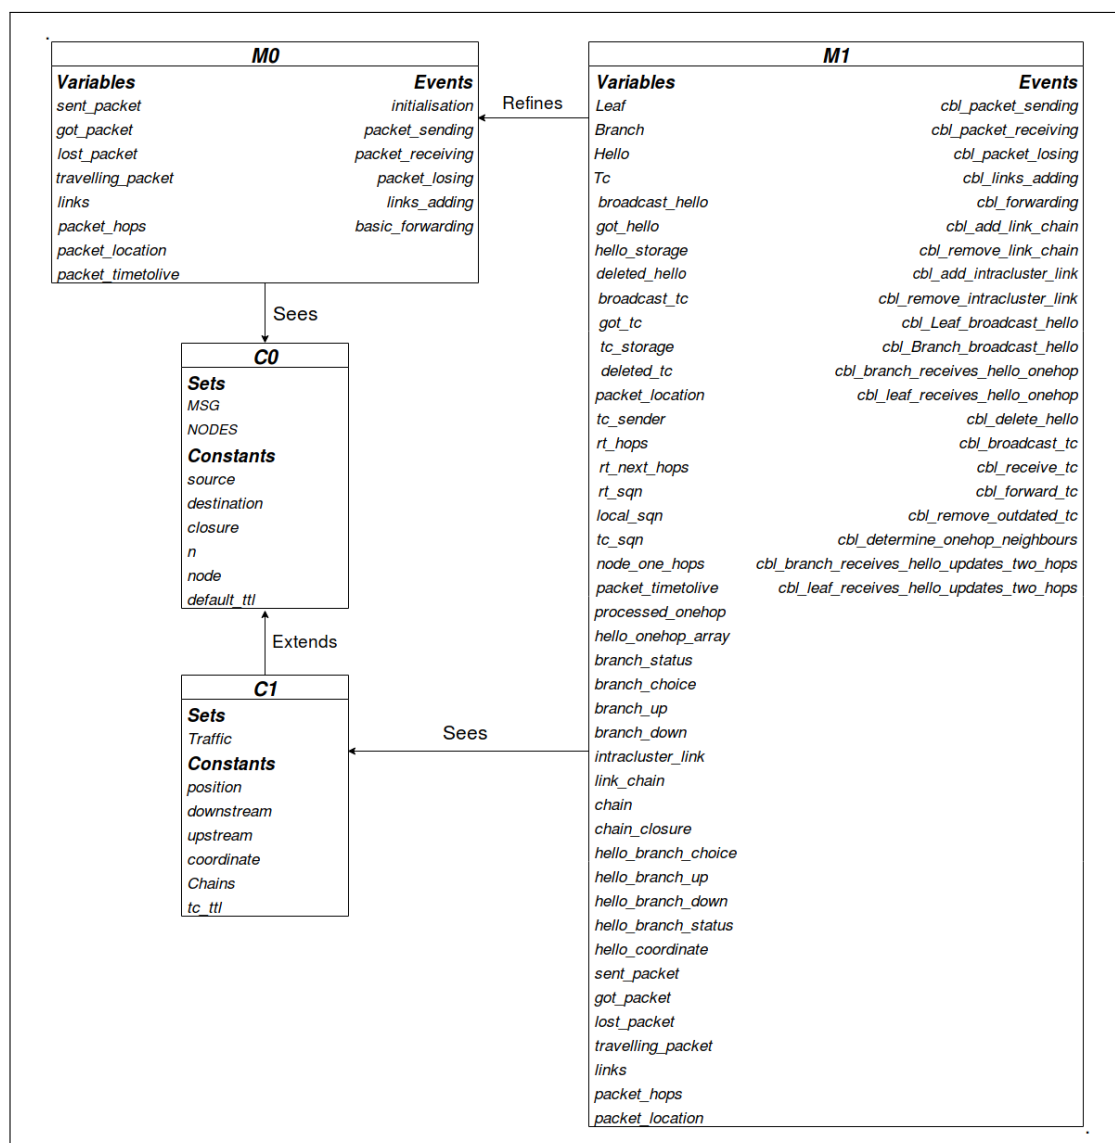 M0
Variables Events
sent_packet initialisation
got_packet packet_sending
lost_packet packet_receiving
travelling_packet packet_losing
links links_adding
packet_hops basic_forwarding
packet_location
packet_timetolive
Refines
Sees
C0
Sets
MSG
NODES
Constants
source
destination
closure
n
node
default_ttl
Extends
C1
Sets
Traffic
Constants
position
downstream
upstream
coordinate
Chains
tc_ttl
Sees
M1
Variables Events
Leaf cbl_packet_sending
Branch cbl_packet_receiving
Hello cbl_packet_losing
Tc cbl_links_adding
broadcast_hello cbl_forwarding
got_hello cbl_add_link_chain
hello_storage cbl_remove_link_chain
deleted_hello cbl_add_intracluster_link
broadcast_tc cbl_remove_intracluster_link
got_tc cbl_Leaf_broadcast_hello
tc_storage cbl_Branch_broadcast_hello
deleted_tc cbl_branch_receives_hello_onehop
packet_location cbl_leaf_receives_hello_onehop
tc_sender cbl_delete_hello
rt_hops cbl_broadcast_tc
rt_next_hops cbl_receive_tc
rt_sqn cbl_forward_tc
local_sqn cbl_remove_outdated_tc
tc_sqn cbl_determine_onehop_neighbours
node_one_hops cbl_branch_receives_hello_updates_two_hops
packet_timetolive cbl_leaf_receives_hello_updates_two_hops
processed_onehop
hello_onehop_array
branch_status
branch_choice
branch_up
branch_down
intracluster_link
link_chain
chain
chain_closure
hello_branch_choice
hello_branch_up
hello_branch_down
hello_branch_status
hello_coordinate
sent_packet
got_packet
lost_packet
travelling_packet
links
packet_hops
packet_location